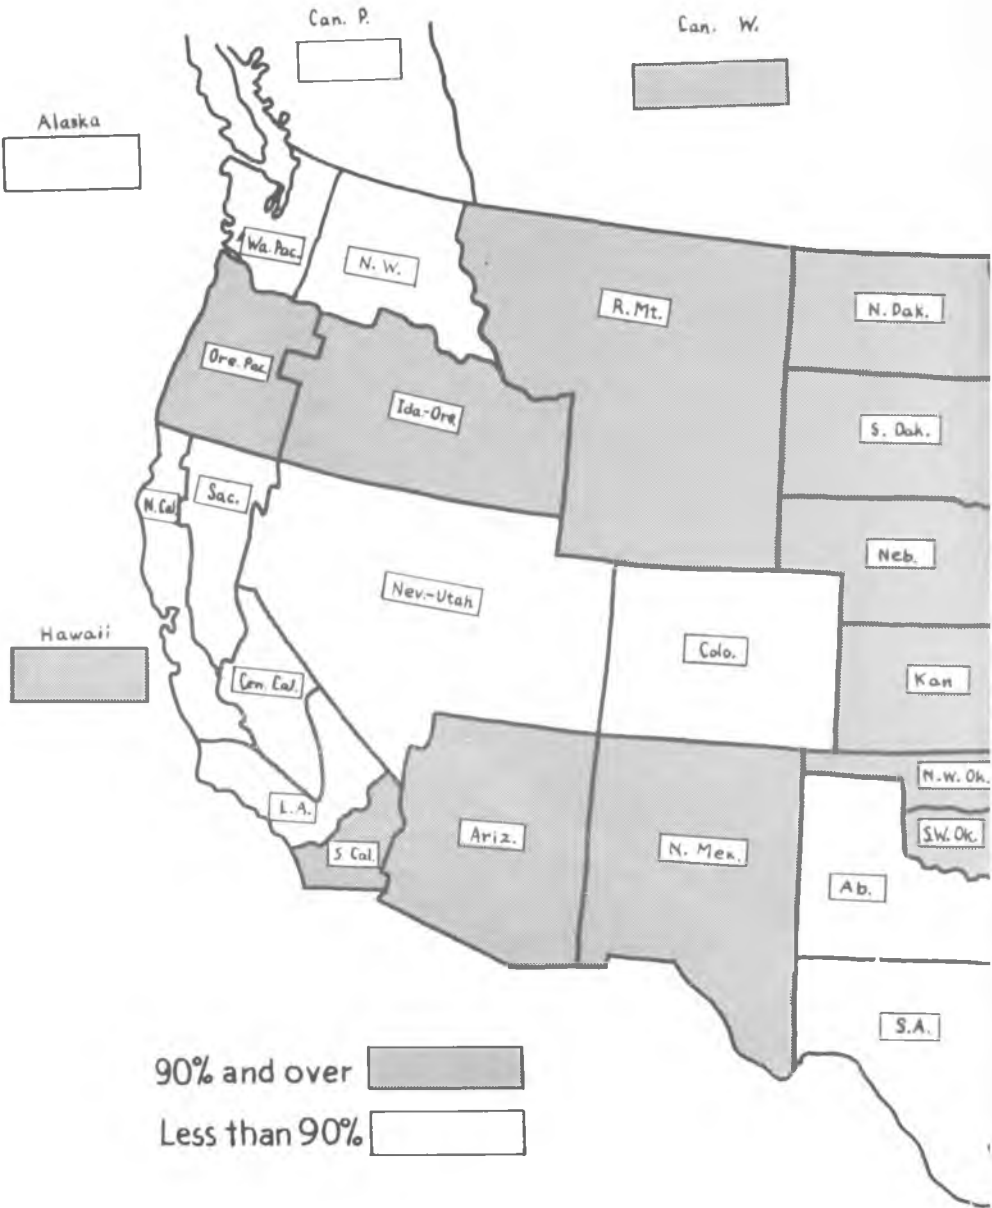 Can. P.
Can. W.
Alaska
Wa. Pac.
N. W.
R. Mt.
N. Dak.
Ore. Pac.
Ida-Ore
S. Dak.
N. Cal.
Sac.
Neb.
Nev.-Utah
Hawaii
Colo.
Cen. Cal.
Kan
N.W. Ok.
L.A.
S.W. Ok.
S. Cal.
Ariz.
N. Mex.
Ab.
S.A.
90% and over
Less than 90%